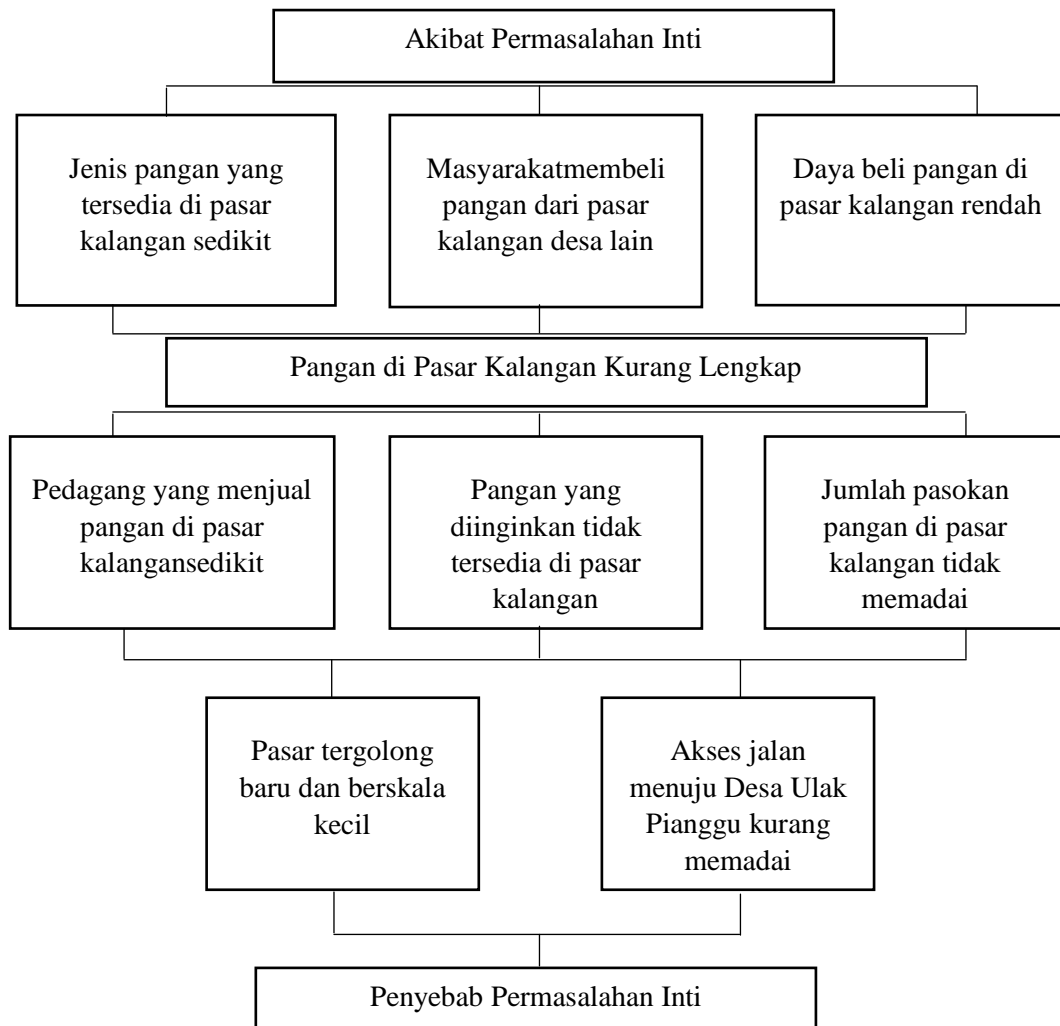 Akibat Permasalahan Inti
Jenis pangan yang
tersedia di pasar
kalangan sedikit
Masyarakatmembeli
pangan dari pasar
kalangan desa lain
Daya beli pangan di
pasar kalangan rendah
Pangan di Pasar Kalangan Kurang Lengkap
Pedagang yang menjual
pangan di pasar
kalangansedikit
Pangan yang
diinginkan tidak
tersedia di pasar
kalangan
Jumlah pasokan
pangan di pasar
kalangan tidak
memadai
Pasar tergolong
baru dan berskala
kecil
Akses jalan
menuju Desa Ulak
Pianggu kurang
memadai
Penyebab Permasalahan Inti